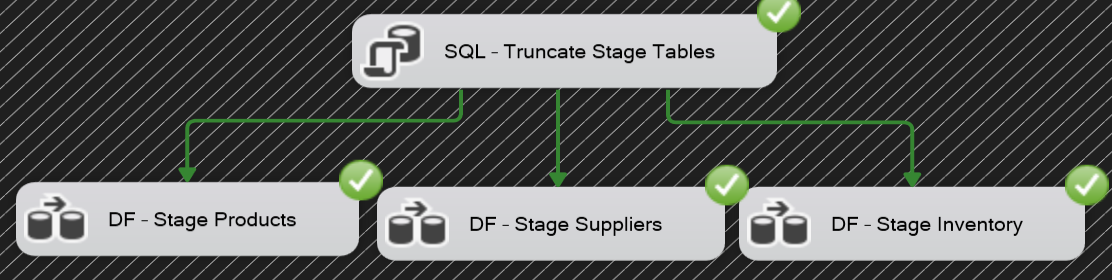 SQL - Truncate Stage Tables
DF - Stage Products
DF - Stage Suppliers
DF - Stage Inventory